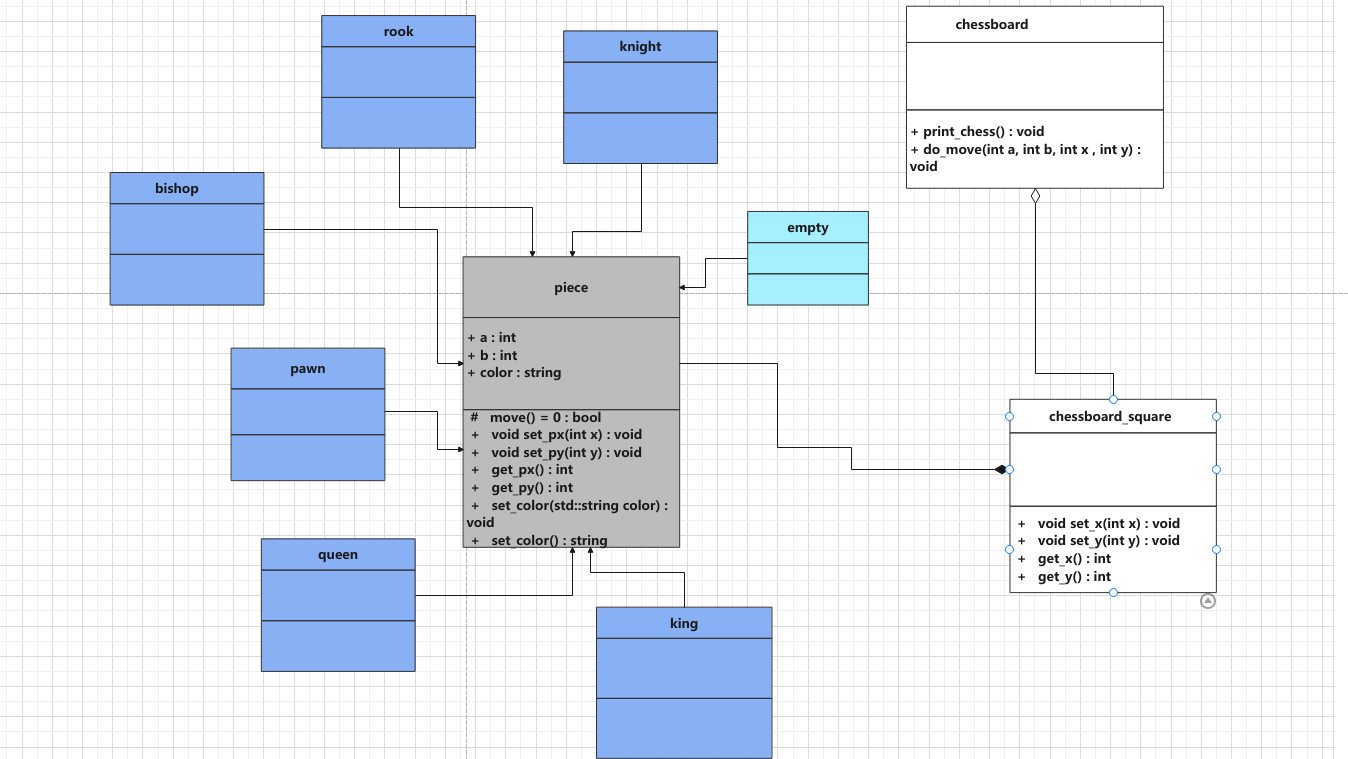 rook
knight
chessboard
+ print_chess() : void
+ do_move(int a, int b, int x , int y) :
void
bishop
empty
piece
+ a : int
+ b : int
+ color : string
# move() = 0 : bool
+ void set_px(int x) : void
+ void set_py(int y) : void
+ get_px() : int
+ get_py() : int
+ set_color(std::string color) :
void
+ set_color() : string
pawn
chessboard_square
+ void set_x(int x) : void
+ void set_y(int y) : void
+ get_x() : int
+ get_y() : int
queen
king